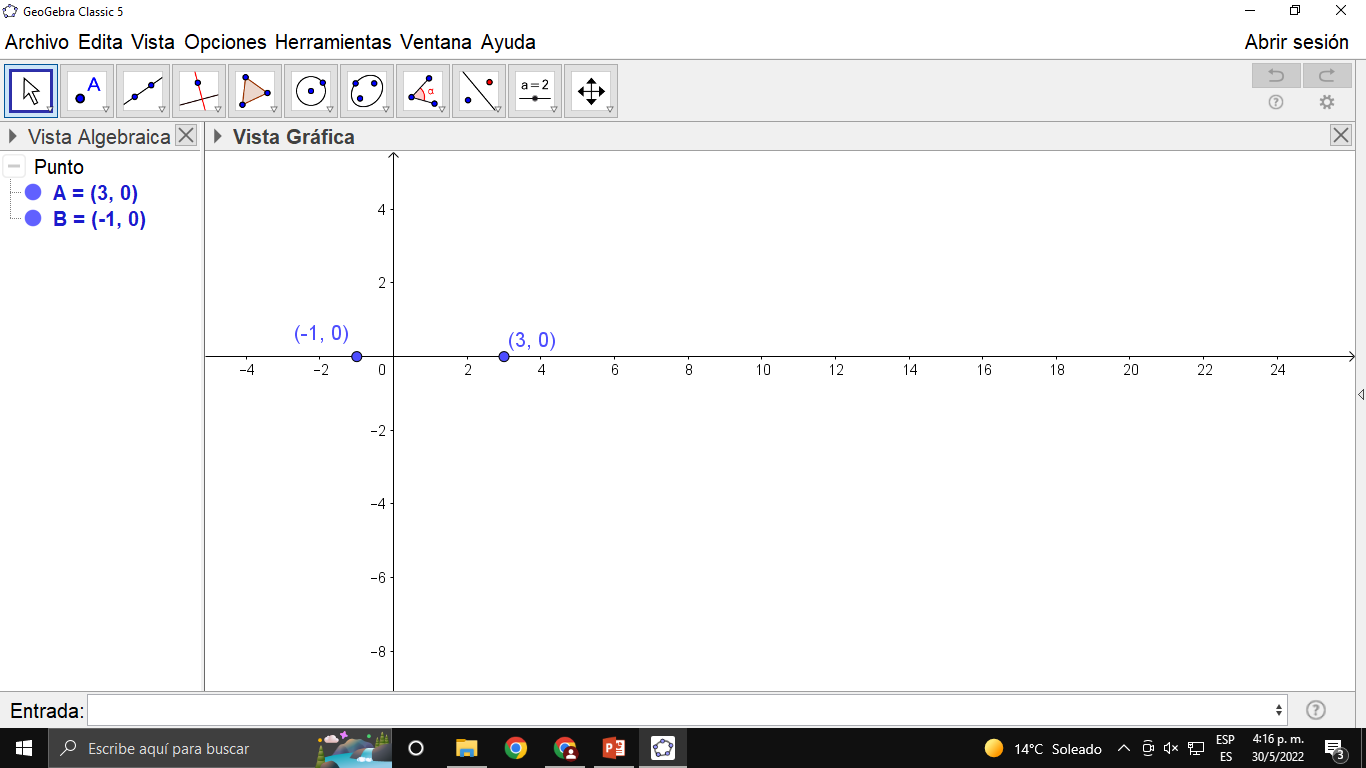 GeoGebra Classic 5
Archivo Edita Vista Opciones Herramientas Ventana Ayuda
Abrir sesión
A
α
a=2
Vista Algebraica
Vista Gráfica
Punto
A = (3, 0)
B = (-1, 0)
4
2
(-1, 0)
(3, 0)
−4 −2 0 2 4 6 8 10 12 14 16 18 20 22 24
−2
−4
−6
−8
Entrada:
Escribe aquí para buscar
14°C Soleado
ESP
ES
4:16 p. m.
30/5/2022
3